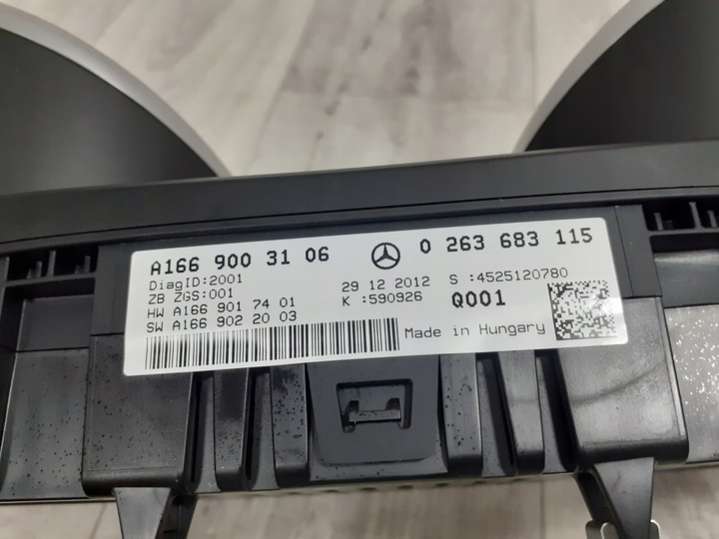 A166 900 31 06
0 263 683 115
DiagID:2001
29 12 2012
S :4525120780
ZB ZGS:001
K :590926
Q001
HW A166 901 74 01
SW A166 902 20 03
Made in Hungary